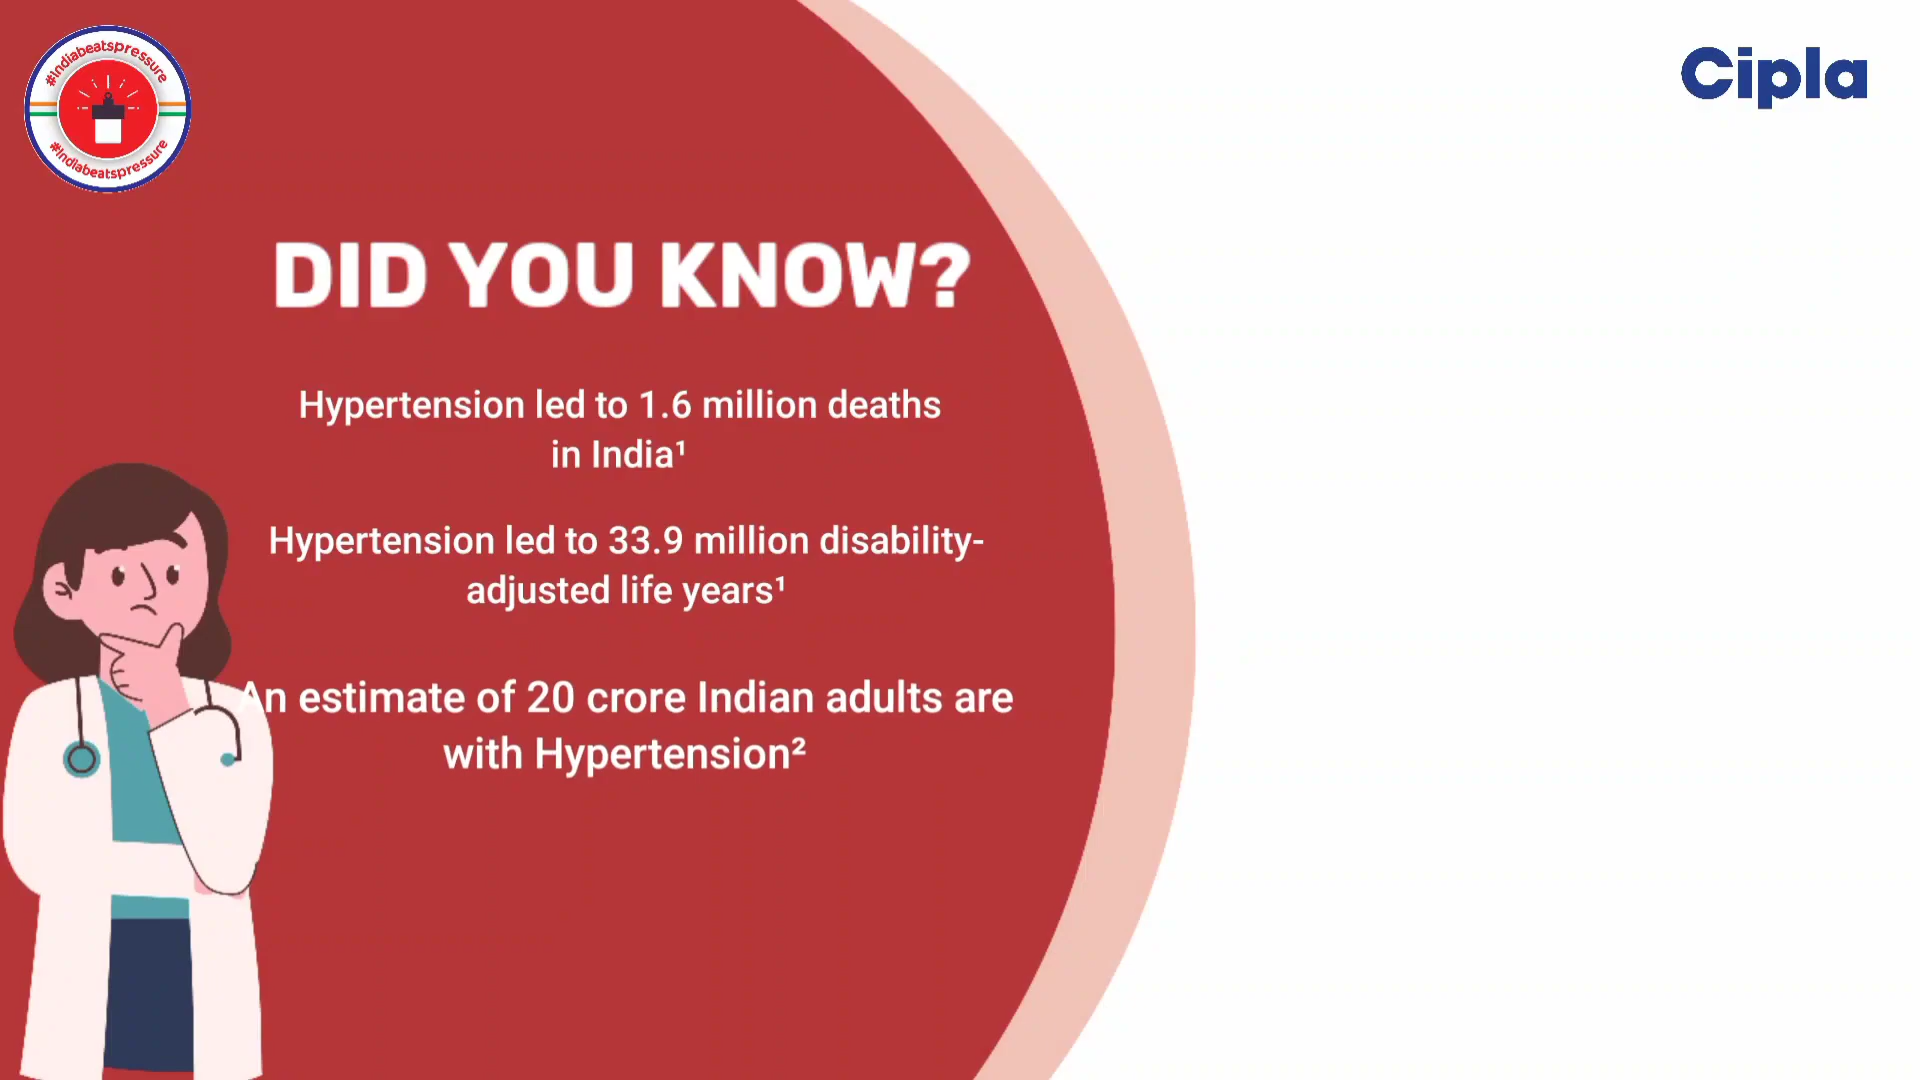 #Indiabeatspressure
#Indiabeatspressure
Cipla
DID YOU KNOW?
Hypertension led to 1.6 million deaths
in India¹
Hypertension led to 33.9 million disability-
adjusted life years¹
An estimate of 20 crore Indian adults are
with Hypertension²